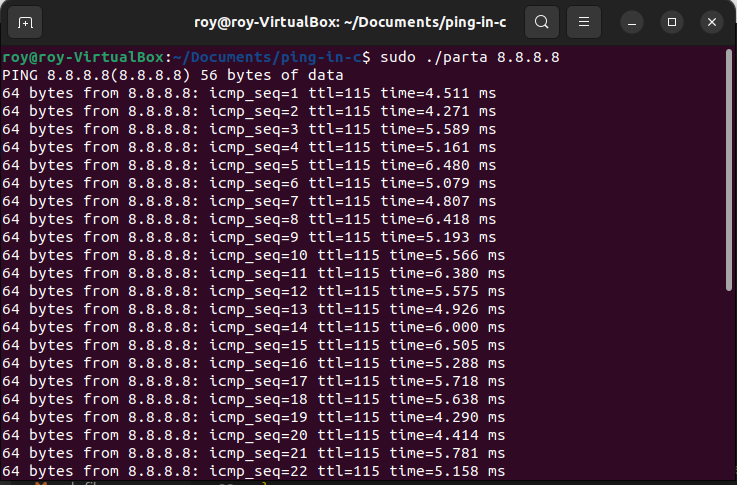 roy@roy-VirtualBox: ~/Documents/ping-in-c
roy@roy-VirtualBox:~/Documents/ping-in-c$ sudo ./parta 8.8.8.8
PING 8.8.8.8(8.8.8.8) 56 bytes of data
64 bytes from 8.8.8.8: icmp_seq=1 ttl=115 time=4.511 ms
64 bytes from 8.8.8.8: icmp_seq=2 ttl=115 time=4.271 ms
64 bytes from 8.8.8.8: icmp_seq=3 ttl=115 time=5.589 ms
64 bytes from 8.8.8.8: icmp_seq=4 ttl=115 time=5.161 ms
64 bytes from 8.8.8.8: icmp_seq=5 ttl=115 time=6.480 ms
64 bytes from 8.8.8.8: icmp_seq=6 ttl=115 time=5.079 ms
64 bytes from 8.8.8.8: icmp_seq=7 ttl=115 time=4.807 ms
64 bytes from 8.8.8.8: icmp_seq=8 ttl=115 time=6.418 ms
64 bytes from 8.8.8.8: icmp_seq=9 ttl=115 time=5.193 ms
64 bytes from 8.8.8.8: icmp_seq=10 ttl=115 time=5.566 ms
64 bytes from 8.8.8.8: icmp_seq=11 ttl=115 time=6.380 ms
64 bytes from 8.8.8.8: icmp_seq=12 ttl=115 time=5.575 ms
64 bytes from 8.8.8.8: icmp_seq=13 ttl=115 time=4.926 ms
64 bytes from 8.8.8.8: icmp_seq=14 ttl=115 time=6.000 ms
64 bytes from 8.8.8.8: icmp_seq=15 ttl=115 time=6.505 ms
64 bytes from 8.8.8.8: icmp_seq=16 ttl=115 time=5.288 ms
64 bytes from 8.8.8.8: icmp_seq=17 ttl=115 time=5.718 ms
64 bytes from 8.8.8.8: icmp_seq=18 ttl=115 time=5.638 ms
64 bytes from 8.8.8.8: icmp_seq=19 ttl=115 time=4.290 ms
64 bytes from 8.8.8.8: icmp_seq=20 ttl=115 time=4.414 ms
64 bytes from 8.8.8.8: icmp_seq=21 ttl=115 time=5.781 ms
64 bytes from 8.8.8.8: icmp_seq=22 ttl=115 time=5.158 ms